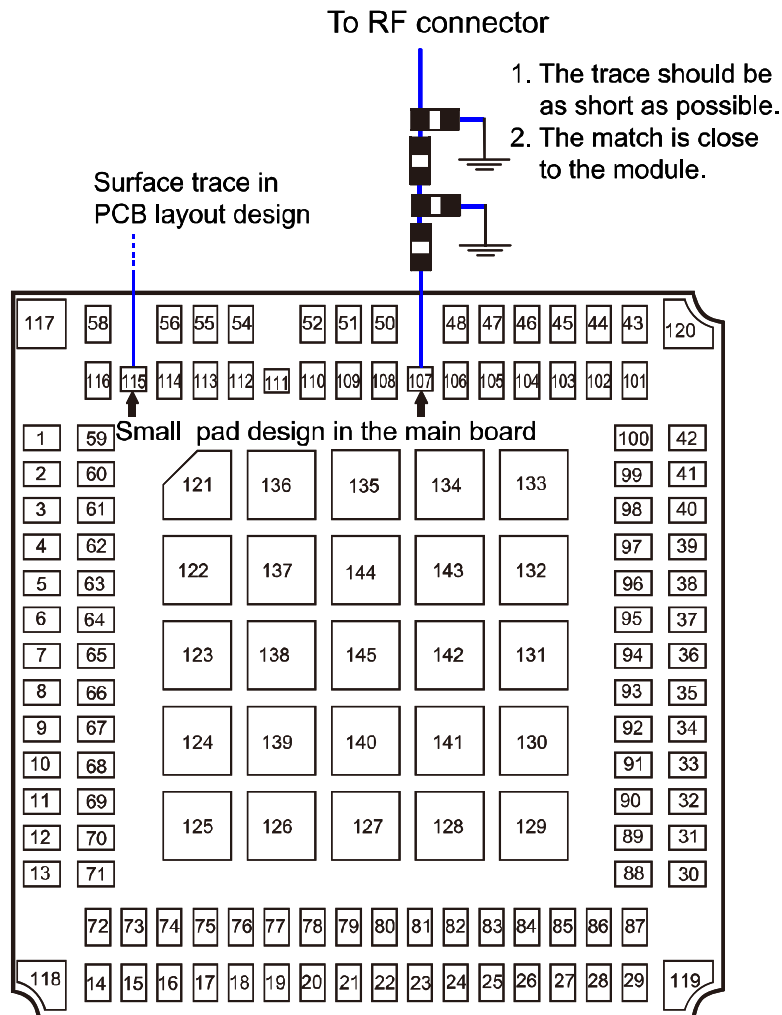 To RF connector
1. The trace should be
as short as possible.
2. The match is close
to the module.
Surface trace in
PCB layout design
117 58 56 55 54 52 51 50 48 47 46 45 44 43 120
116 115 114 113 112 111 110 109 108 107 106 105 104 103 102 101
Small pad design in the main board
1 59 100 42
2 60 99 41
121 136 135 134 133
3 61 98 40
4 62 97 39
122 137 144 143 132
5 63 96 38
6 64 95 37
123 138 145 142 131
7 65 94 36
8 66 93 35
9 67 92 34
124 139 140 141 130
10 68 91 33
11 69 90 32
125 126 127 128 129
12 70 89 31
13 71 88 30
72 73 74 75 76 77 78 79 80 81 82 83 84 85 86 87
118 14 15 16 17 18 19 20 21 22 23 24 25 26 27 28 29 119